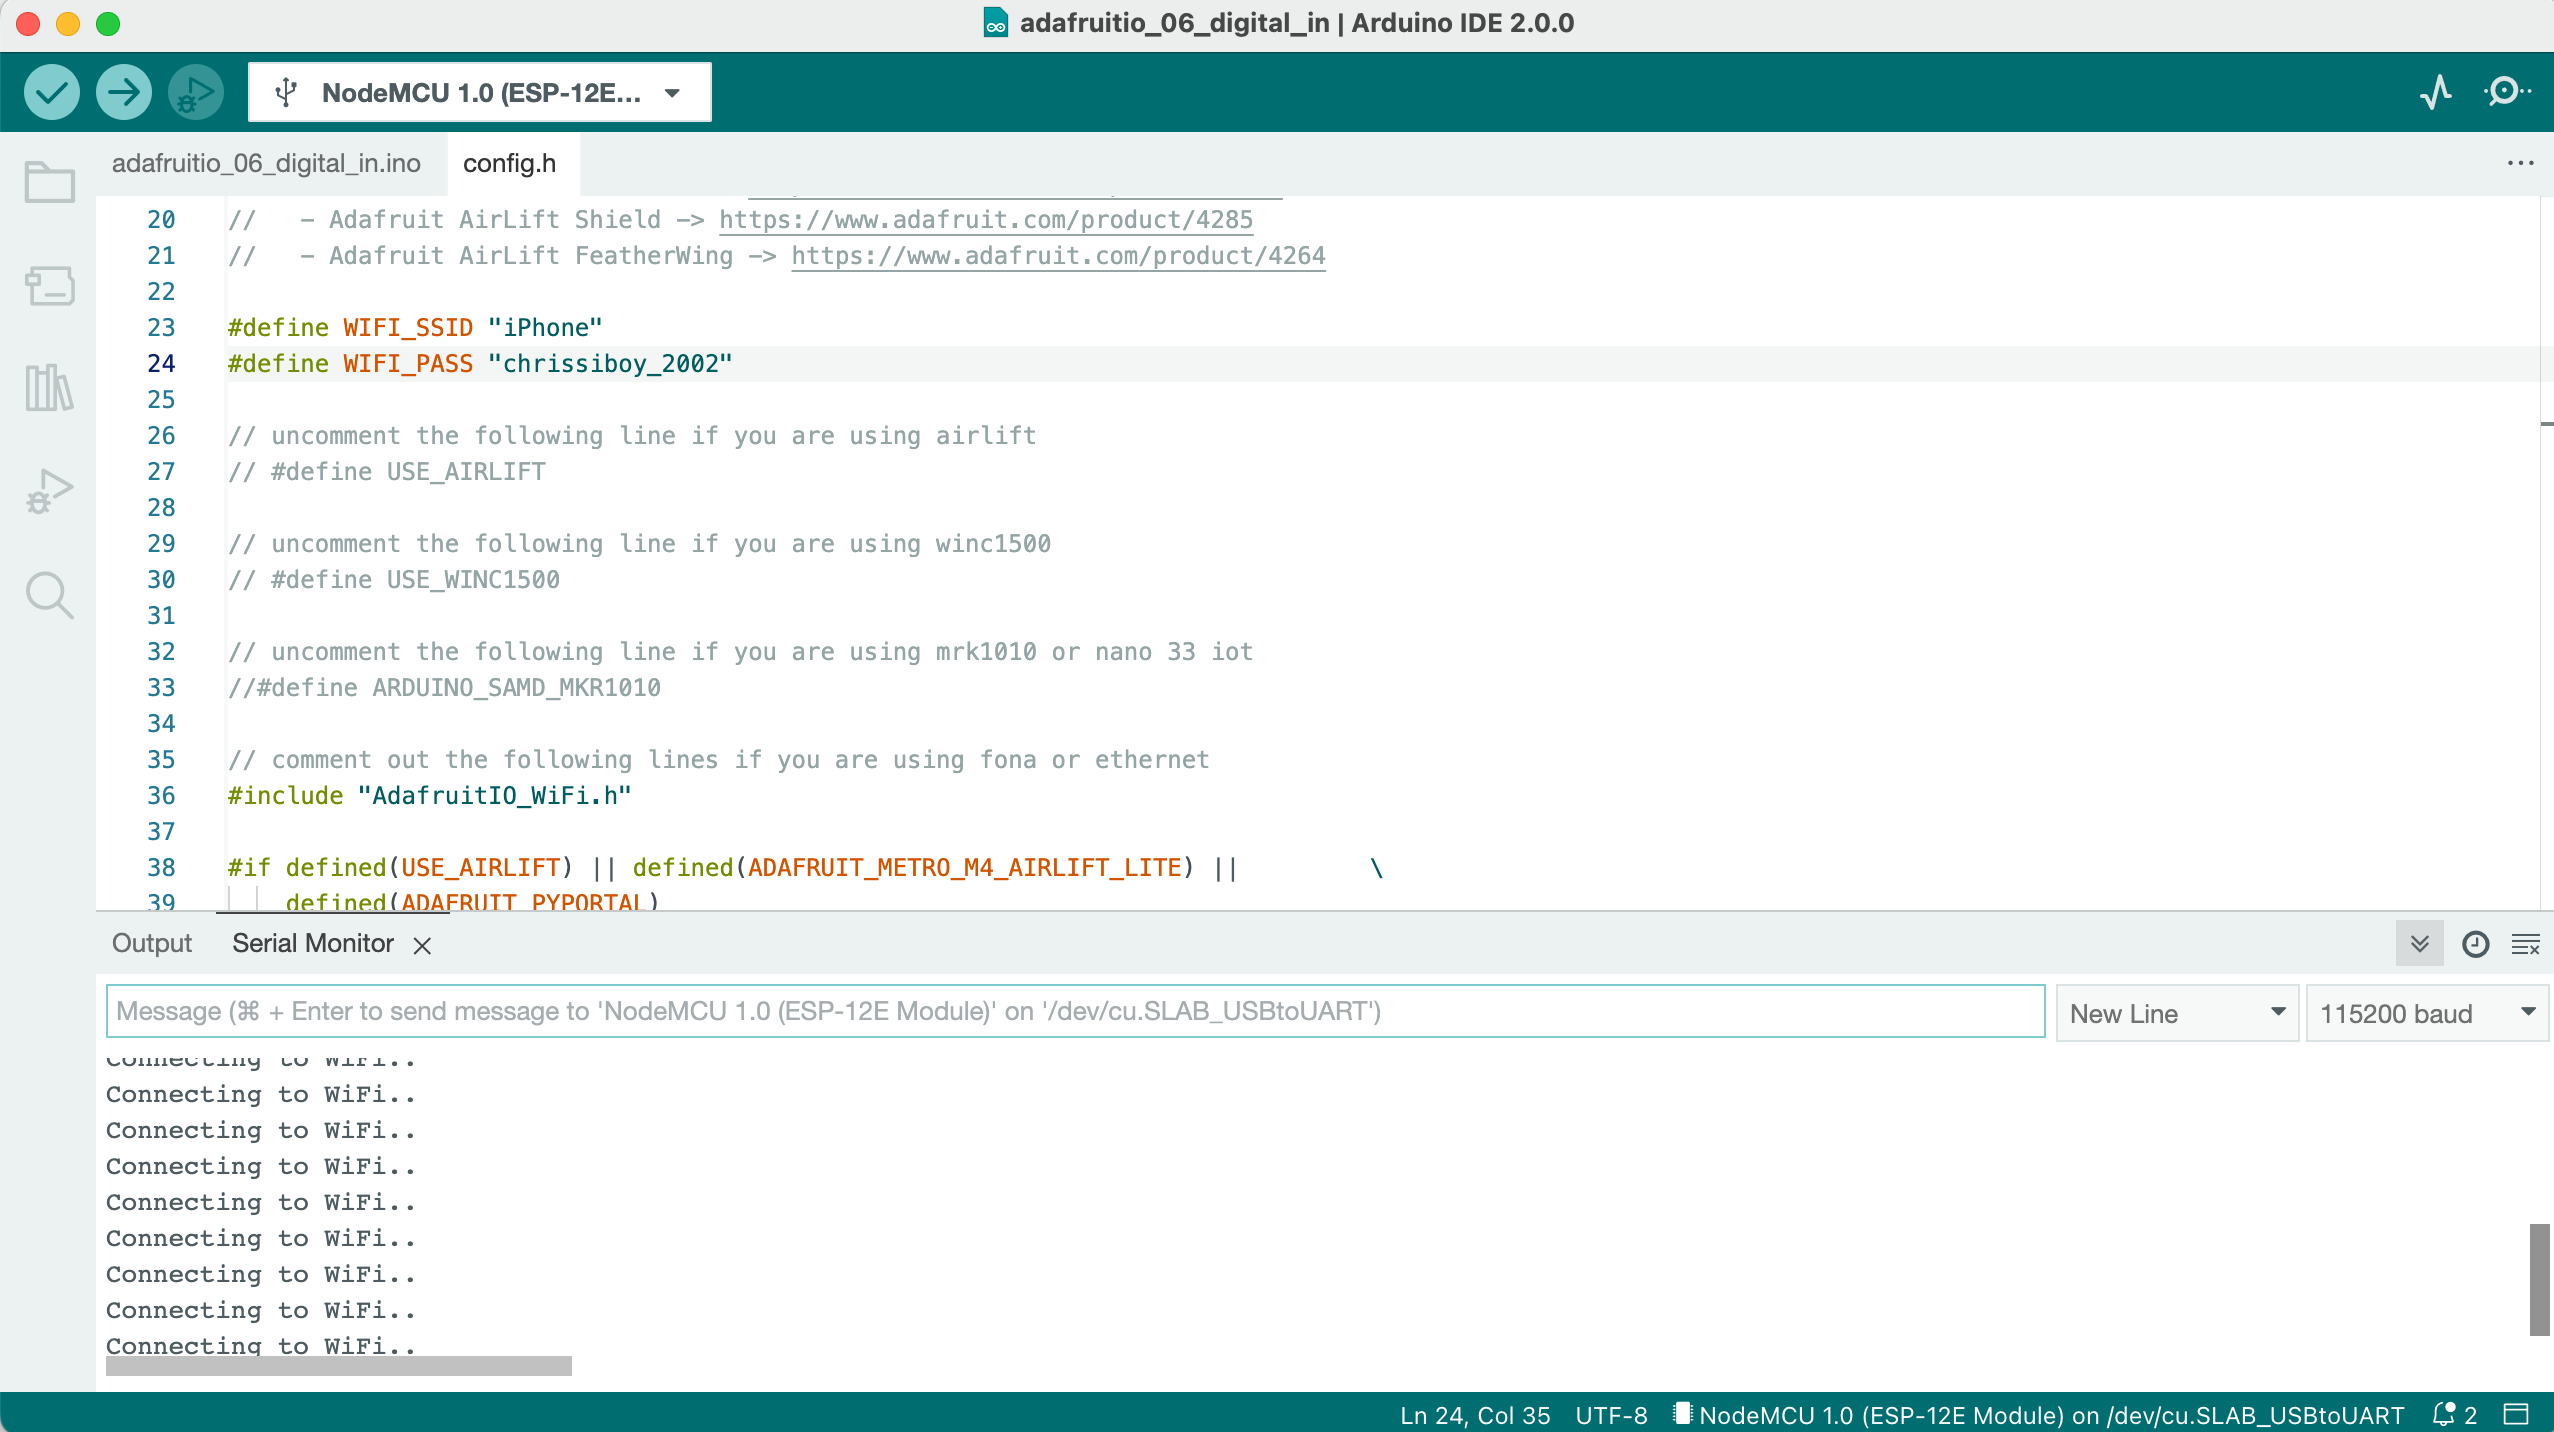 adafruitio_06_digital_in | Arduino IDE 2.0.0
NodeMCU 1.0 (ESP-12E...
adafruitio_06_digital_in.ino config.h
20 //   - Adafruit AirLift Shield -> https://www.adafruit.com/product/4285
21 //   - Adafruit AirLift FeatherWing -> https://www.adafruit.com/product/4264
22
23 #define WIFI_SSID "iPhone"
24 #define WIFI_PASS "chrissiboy_2002"
25
26 // uncomment the following line if you are using airlift
27 // #define USE_AIRLIFT
28
29 // uncomment the following line if you are using winc1500
30 // #define USE_WINC1500
31
32 // uncomment the following line if you are using mrk1010 or nano 33 iot
33 //#define ARDUINO_SAMD_MKR1010
34
35 // comment out the following lines if you are using fona or ethernet
36 #include "AdafruitIO_WiFi.h"
37
38 #if defined(USE_AIRLIFT) || defined(ADAFRUIT_METRO_M4_AIRLIFT_LITE) ||         \
39     defined(ADAFRUIT_PYPORTAL)
Output Serial Monitor
Message (⌘ + Enter to send message to 'NodeMCU 1.0 (ESP-12E Module)' on '/dev/cu.SLAB_USBtoUART')
New Line 115200 baud
Connecting to WiFi..
Connecting to WiFi..
Connecting to WiFi..
Connecting to WiFi..
Connecting to WiFi..
Connecting to WiFi..
Connecting to WiFi..
Connecting to WiFi..
Connecting to WiFi..
Ln 24, Col 35 UTF-8 NodeMCU 1.0 (ESP-12E Module) on /dev/cu.SLAB_USBtoUART 2